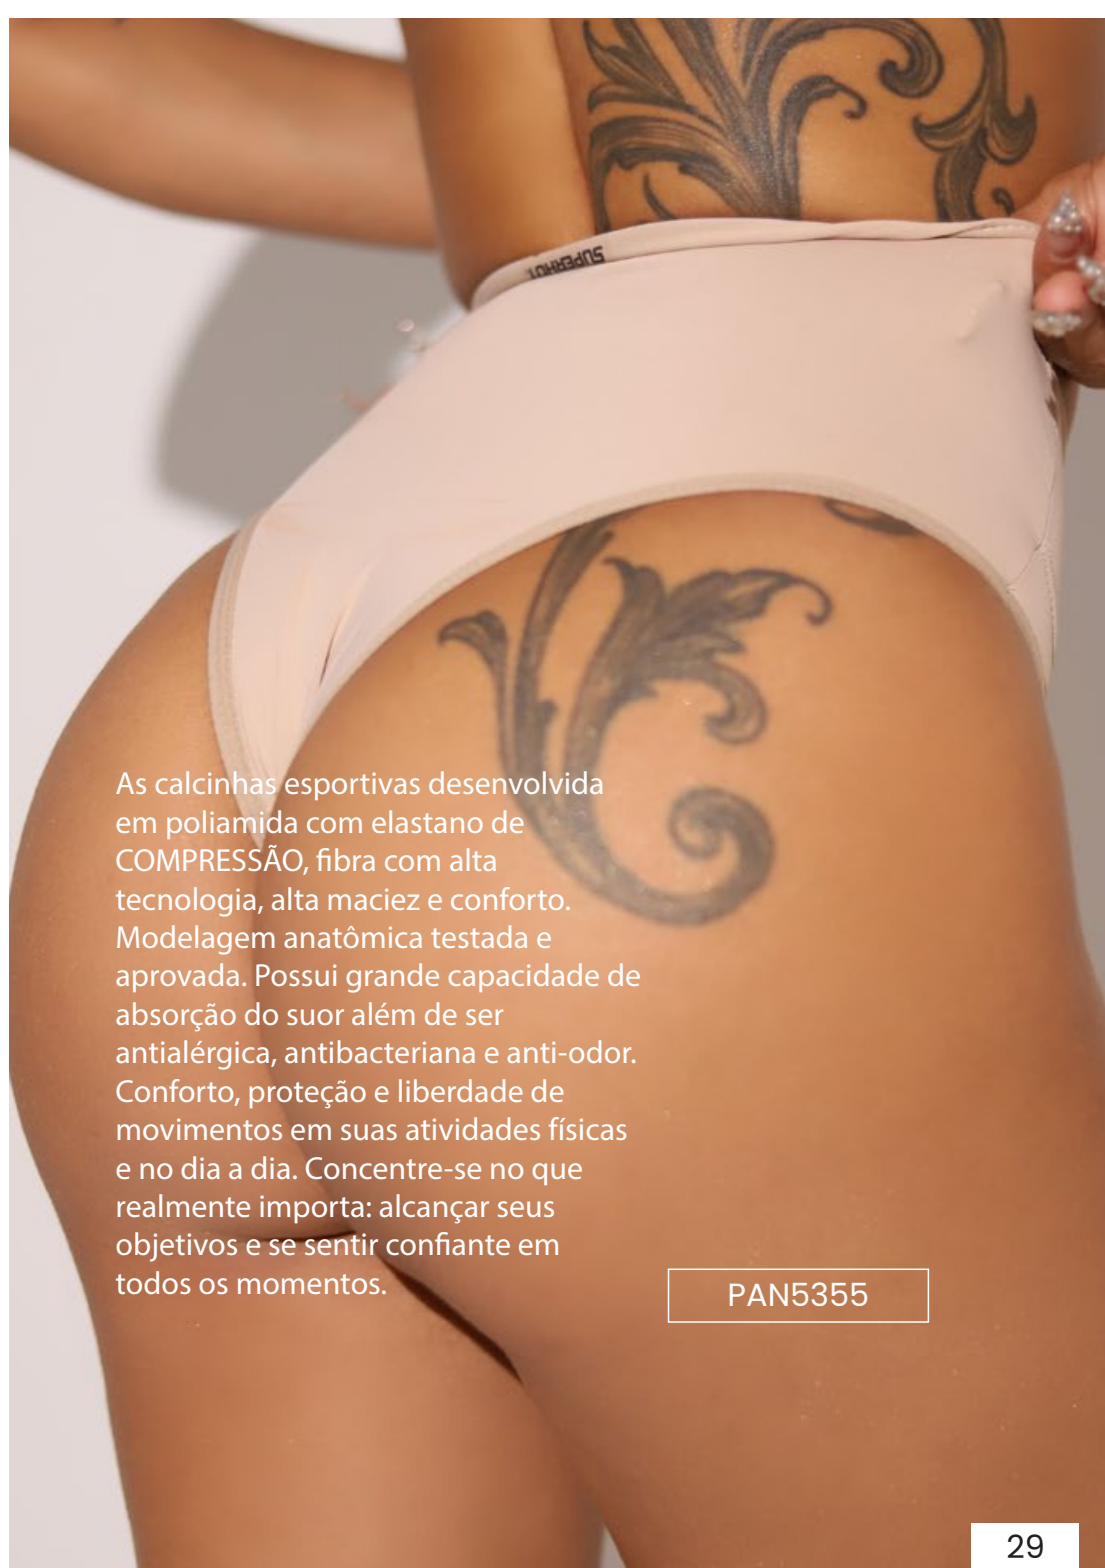 SUPERHOT
As calcinhas esportivas desenvolvida
em poliamida com elastano de
COMPRESSÃO, fibra com alta
tecnologia, alta maciez e conforto.
Modelagem anatômica testada e
aprovada. Possui grande capacidade de
absorção do suor além de ser
antialérgica, antibacteriana e anti-odor.
Conforto, proteção e liberdade de
movimentos em suas atividades físicas
e no dia a dia. Concentre-se no que
realmente importa: alcançar seus
objetivos e se sentir confiante em
todos os momentos.
PAN5355
29